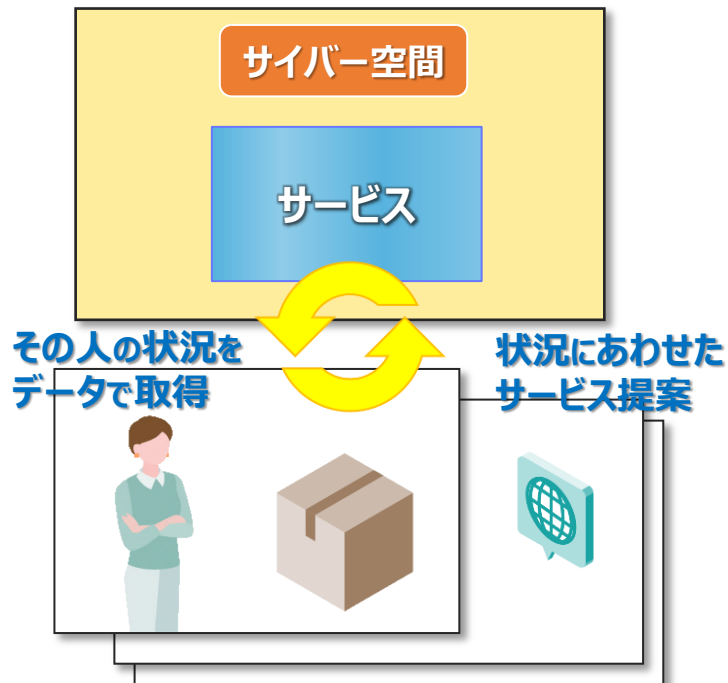 サイバー空間
サービス
その人の状況を
データで取得
状況にあわせた
サービス提案